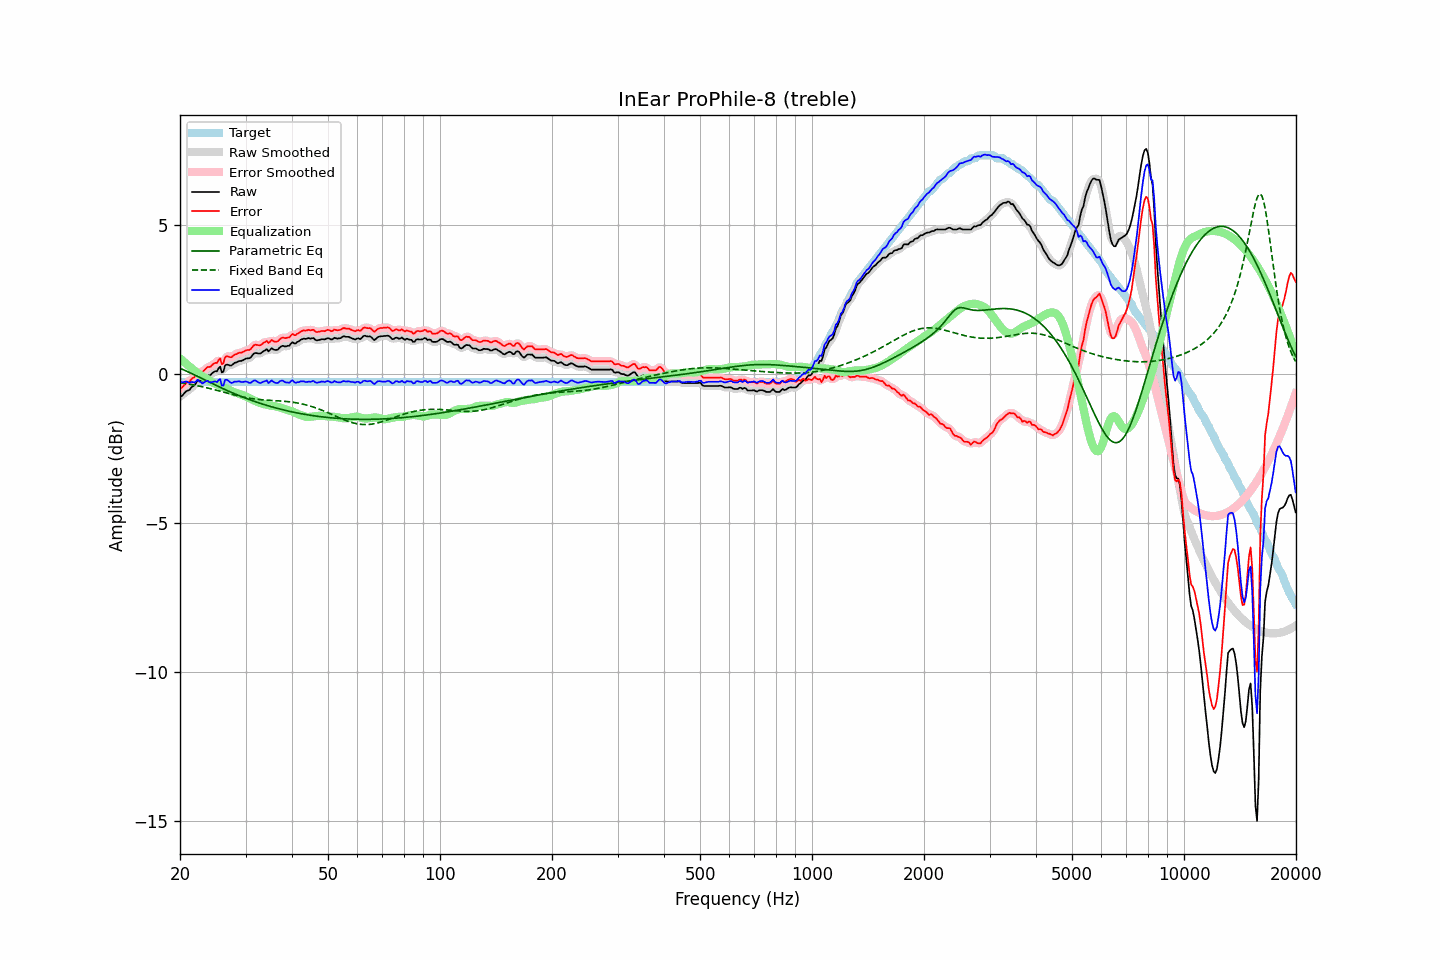 InEar ProPhile-8 (treble)
Target
Raw Smoothed
Error Smoothed
Raw
Error
Equalization
Parametric Eq
Fixed Band Eq
Equalized
5
0
−5
−10
−15
Amplitude (dBr)
20 50 100 200 500 1000 2000 5000 10000 20000
Frequency (Hz)